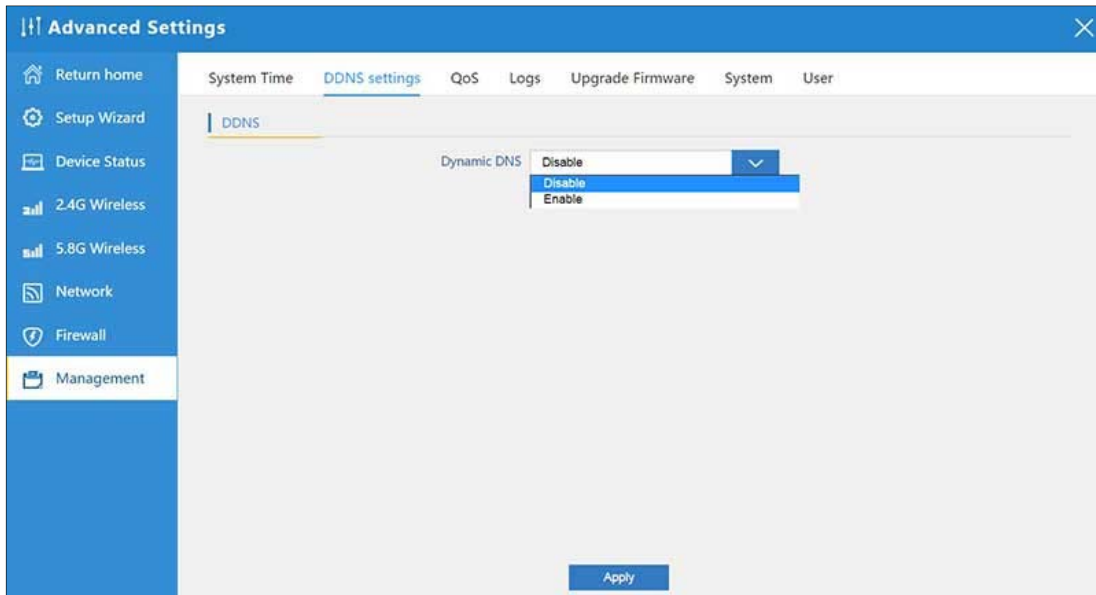 Advanced Settings
Return home
Setup Wizard
Device Status
2.4G Wireless
5.8G Wireless
Network
Firewall
Management
System Time DDNS settings QoS Logs Upgrade Firmware System User
DDNS
Dynamic DNS Disable
Disable
Enable
Apply